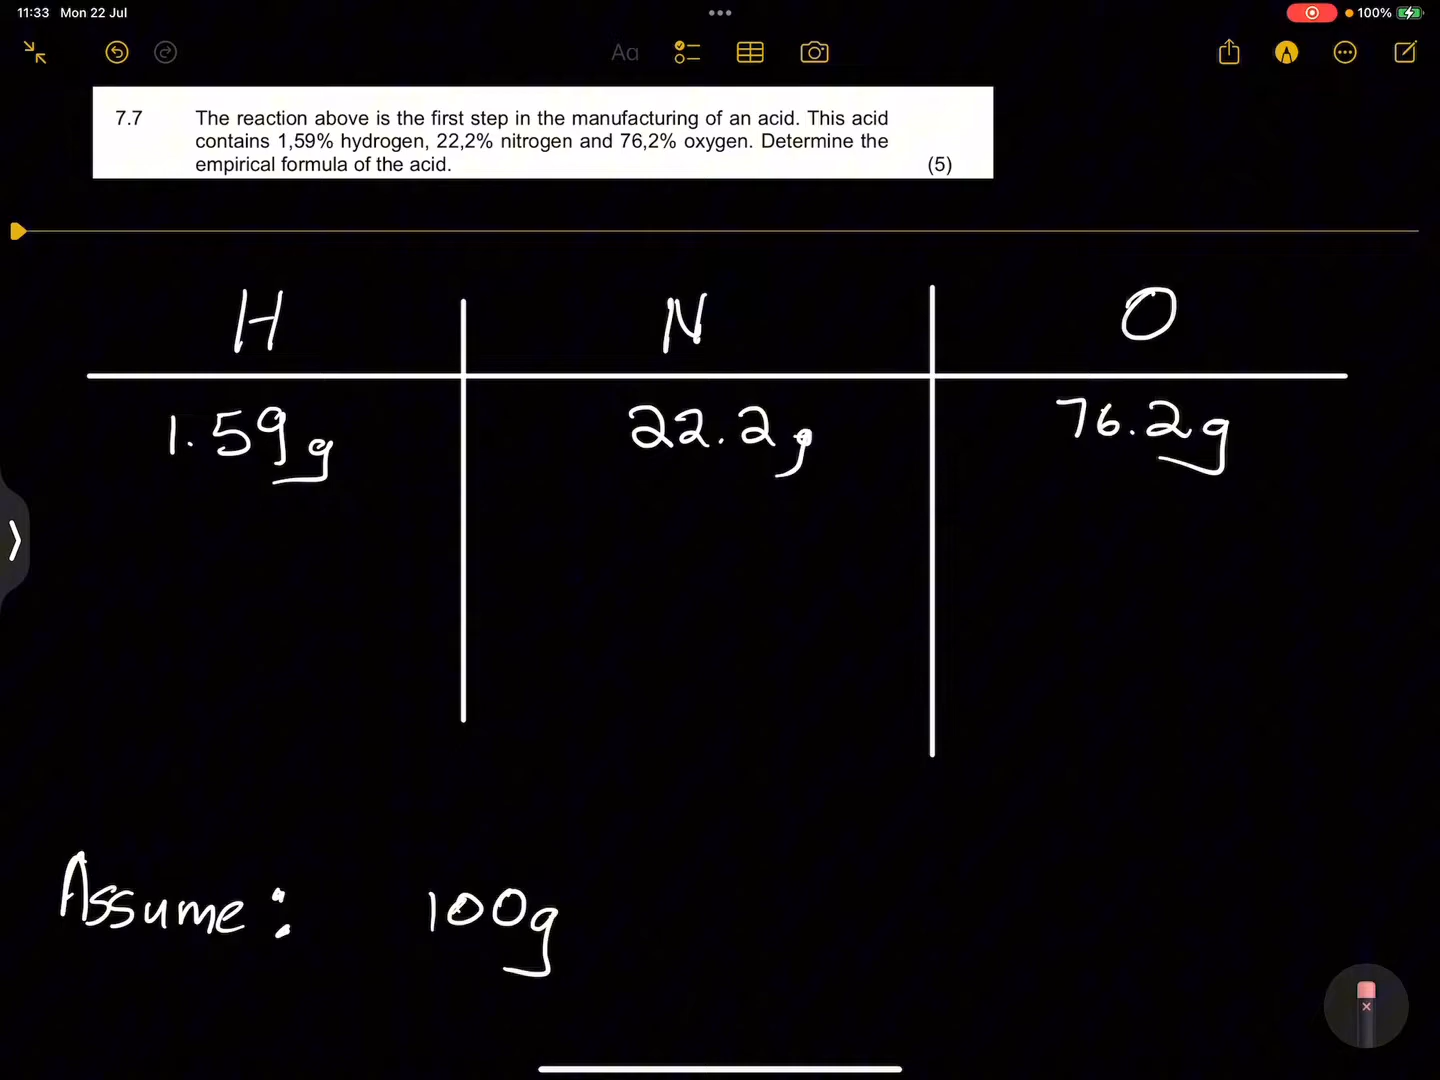 11:33 Mon 22 Jul
100%
Aa
7.7 The reaction above is the first step in the manufacturing of an acid. This acid
contains 1,59% hydrogen, 22,2% nitrogen and 76,2% oxygen. Determine the
empirical formula of the acid. (5)
H N O
1.59g 22.2g 76.2g
Assume: 100g